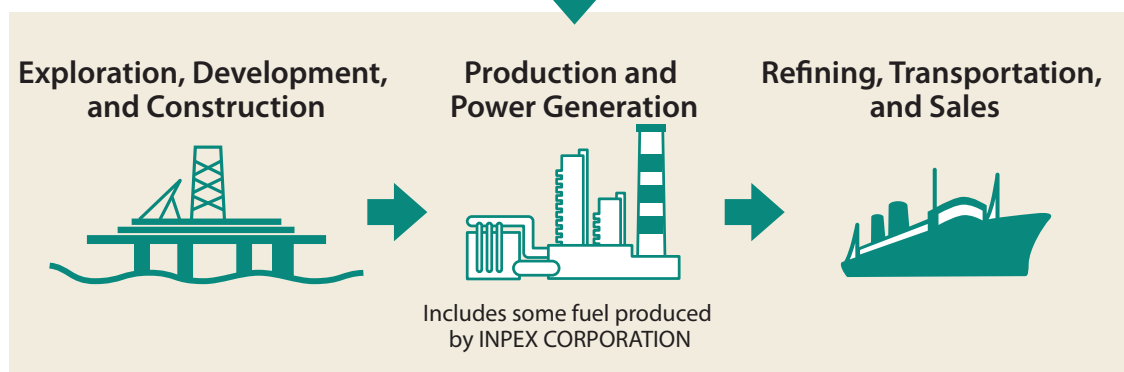 Exploration, Development,
and Construction
Production and
Power Generation
Refining, Transportation,
and Sales
Includes some fuel produced
by INPEX CORPORATION